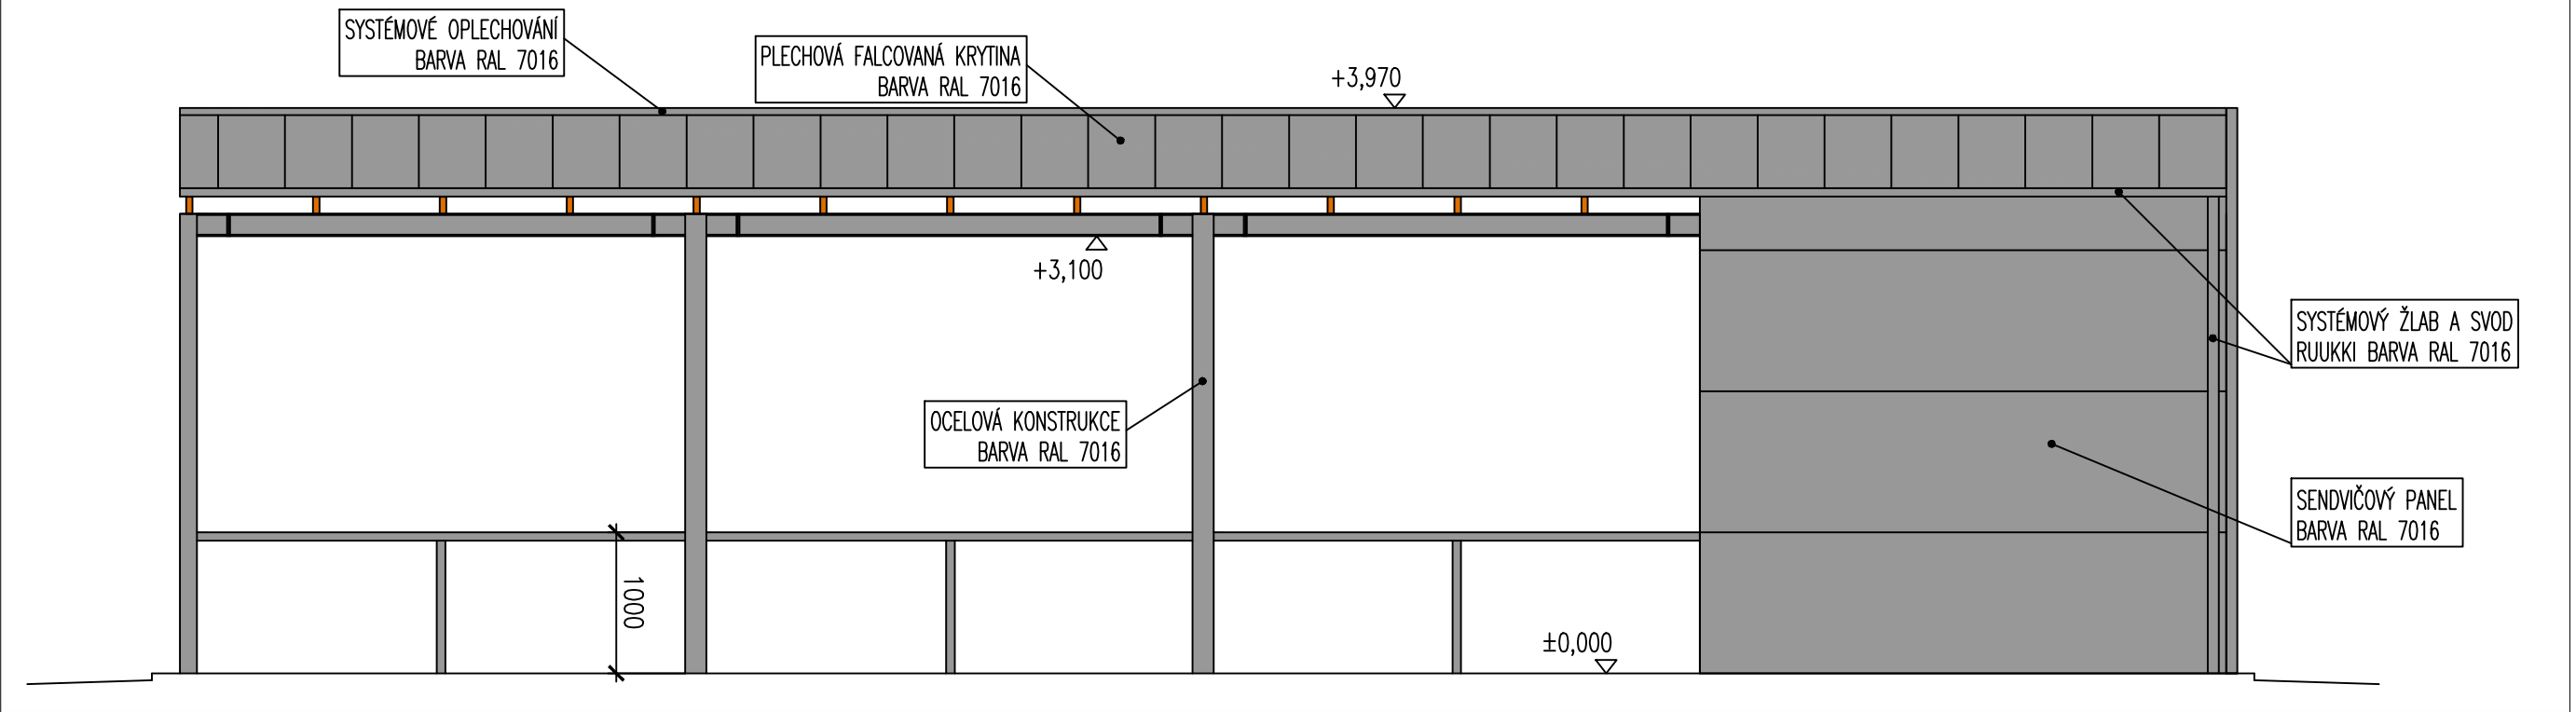 SYSTÉMOVÉ OPLECHOVÁNÍ
BARVA RAL 7016
PLECHOVÁ FALCOVANÁ KRYTINA
BARVA RAL 7016
+3,970
+3,100
SYSTÉMOVÝ ŽLAB A SVOD
RUUKKI BARVA RAL 7016
OCELOVÁ KONSTRUKCE
BARVA RAL 7016
SENDVIČOVÝ PANEL
BARVA RAL 7016
1000
±0,000